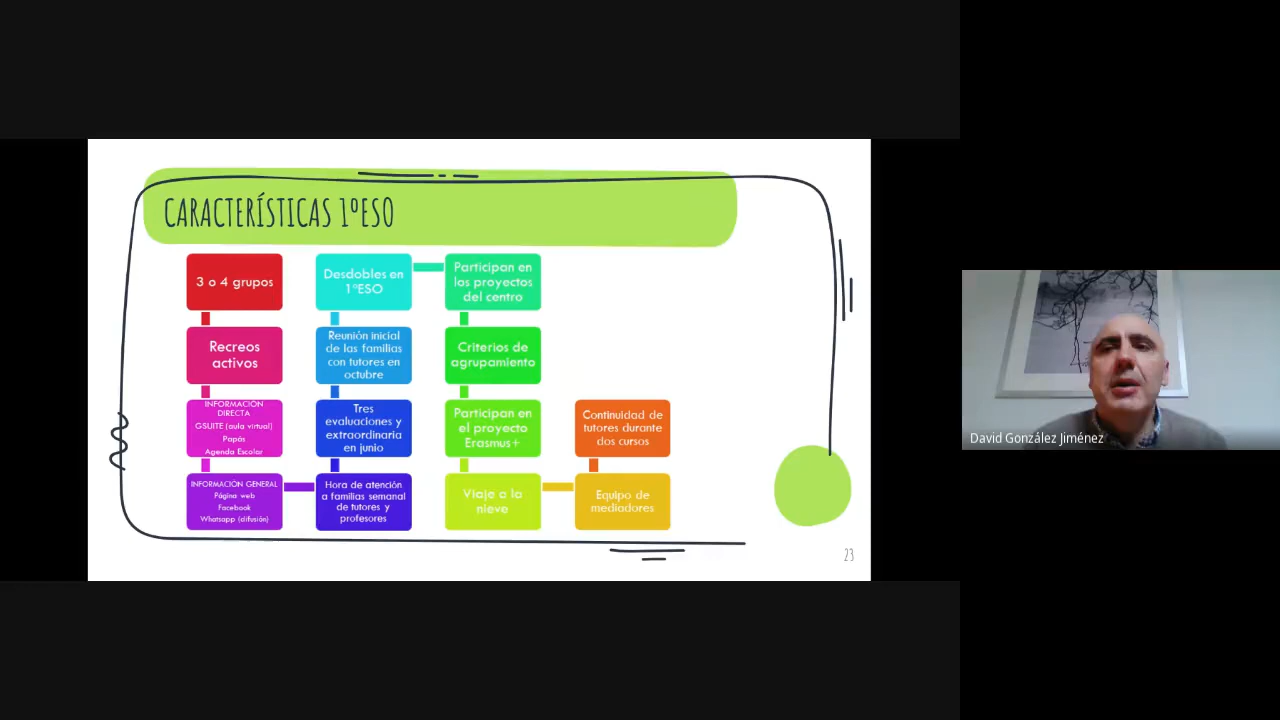 CARACTERÍSTICAS 1ºESO
3 o 4 grupos
Recreos
activos
INFORMACIÓN
DIRECTA
GSUITE (aula virtual)
Papás
Agenda Escolar
INFORMACIÓN GENERAL
Página web
Facebook
Whatsapp (difusión)
Hora de atención
a familias semanal
de tutores y
profesores
Tres
evaluaciones y
extraordinaria
en junio
Reunión inicial
de las familias
con tutores en
octubre
Desdobles en
1ºESO
Participan en
los proyectos
del centro
Criterios de
agrupamiento
Participan en
el proyecto
Erasmus+
Viaje a la
nieve
Equipo de
mediadores
Continuidad de
tutores durante
dos cursos
23
David González Jiménez